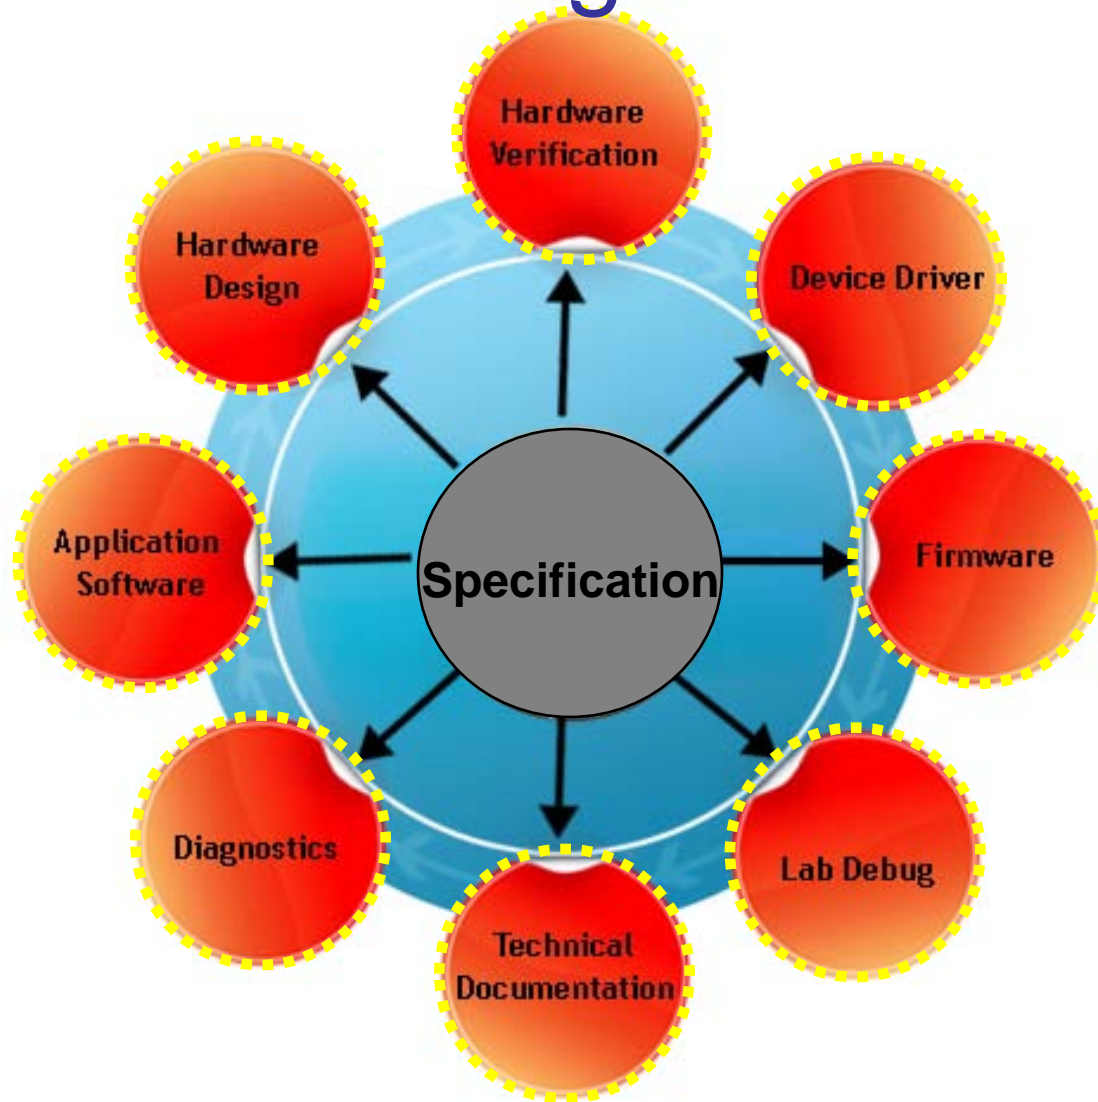 Hardware
Verification
Hardware
Design
Device Driver
Application
Software
Specification
Firmware
Diagnostics
Lab Debug
Technical
Documentation